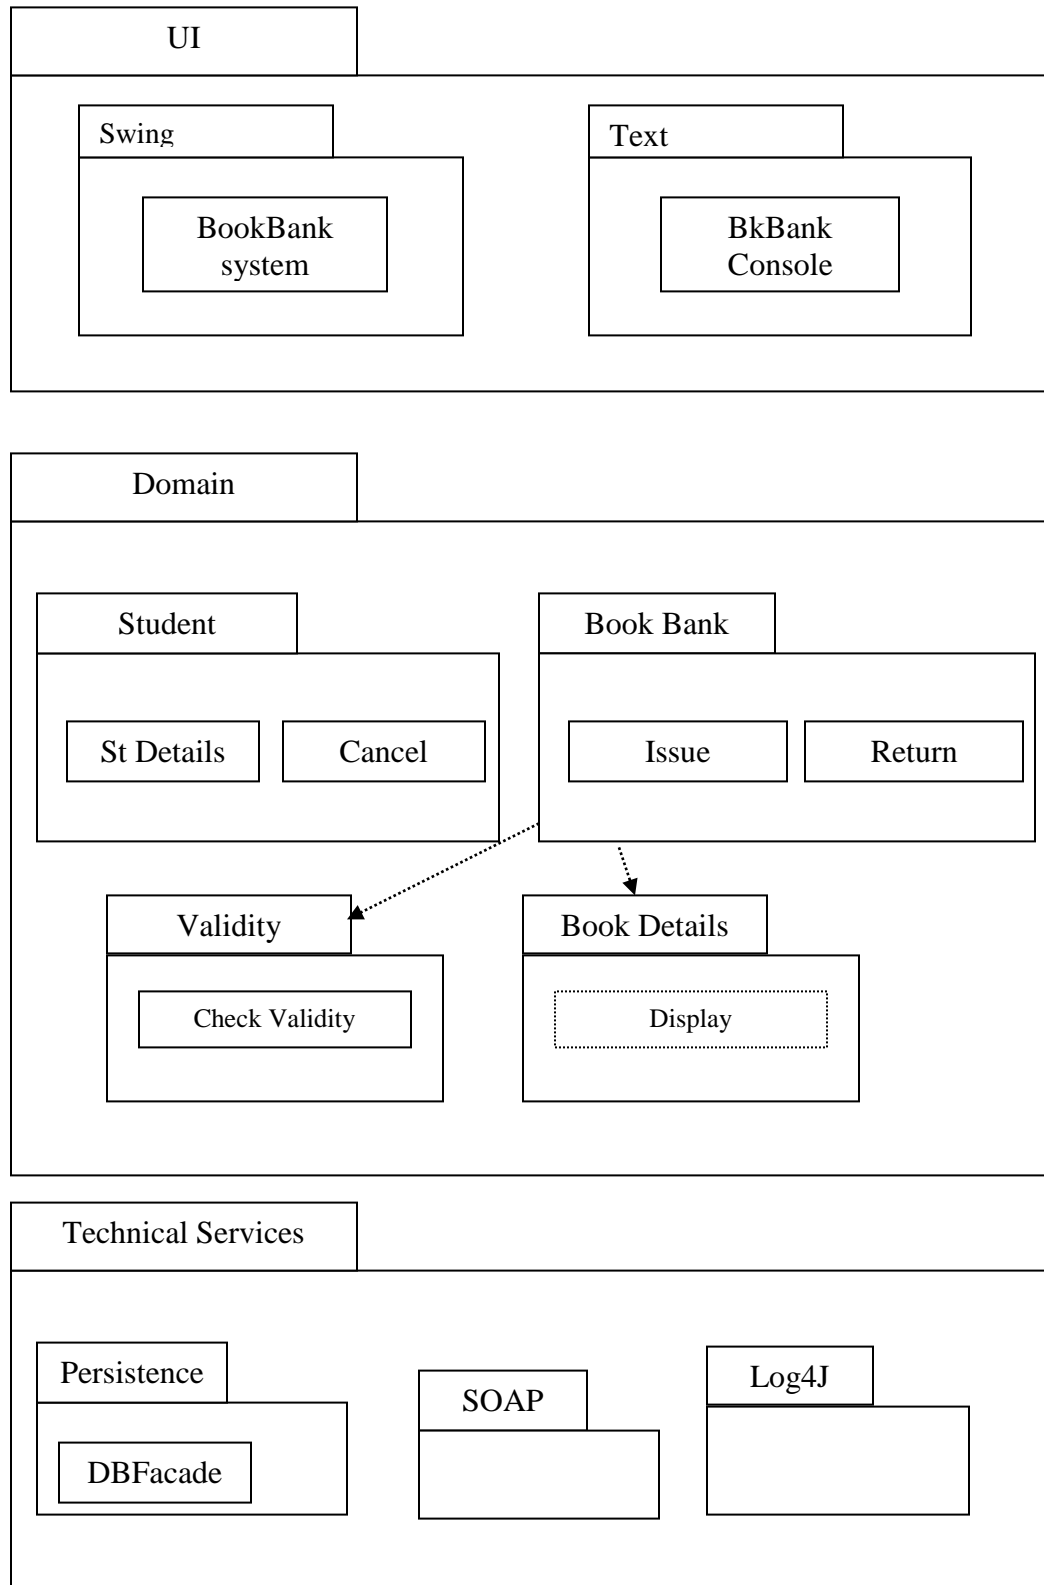 UI
Swing
Text
BookBank
system
BkBank
Console
Domain
Student
Book Bank
St Details
Cancel
Issue
Return
Validity
Book Details
Check Validity
Display
Technical Services
Persistence
SOAP
Log4J
DBFacade